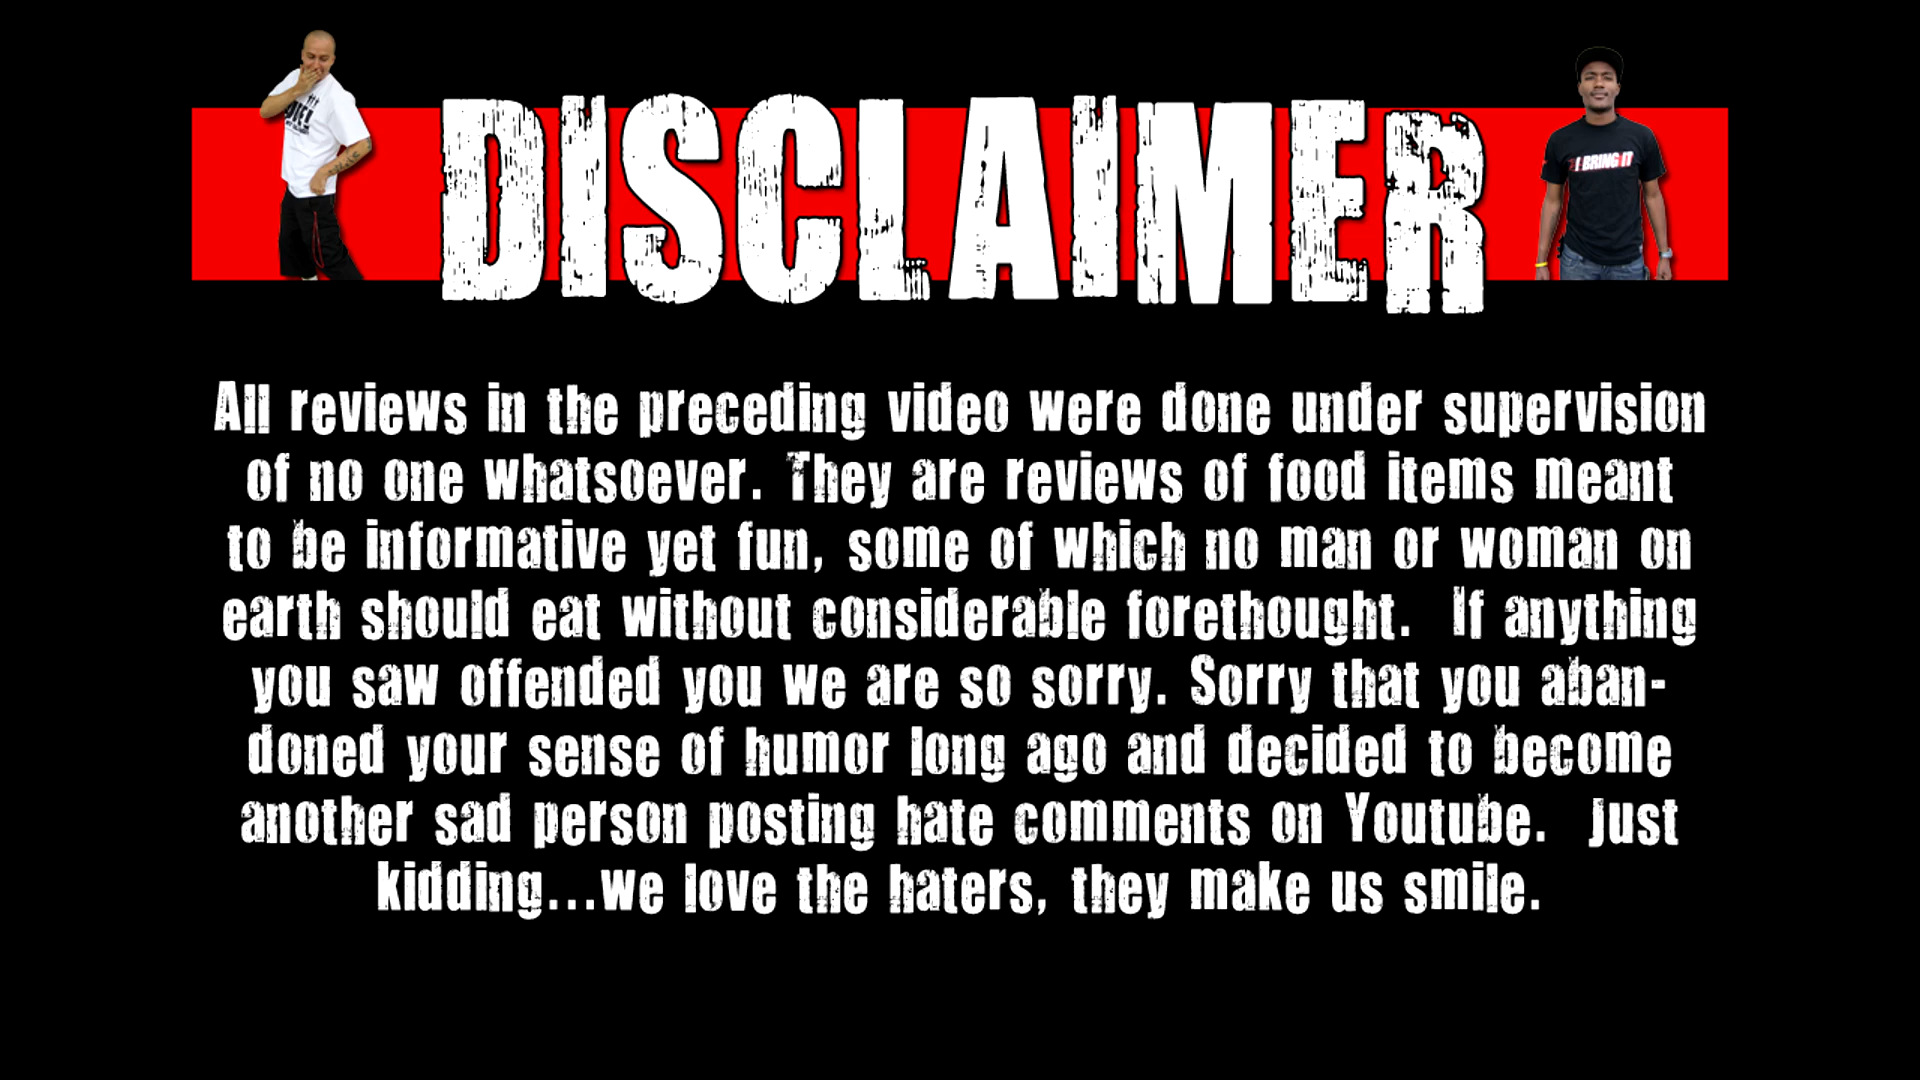 DIE!
DISCLAIMER
I BRING IT
All reviews in the preceding video were done under supervision
of no one whatsoever. They are reviews of food items meant
to be informative yet fun, some of which no man or woman on
earth should eat without considerable forethought.  If anything
you saw offended you we are so sorry. Sorry that you aban-
doned your sense of humor long ago and decided to become
another sad person posting hate comments on Youtube.  Just
kidding...we love the haters, they make us smile.